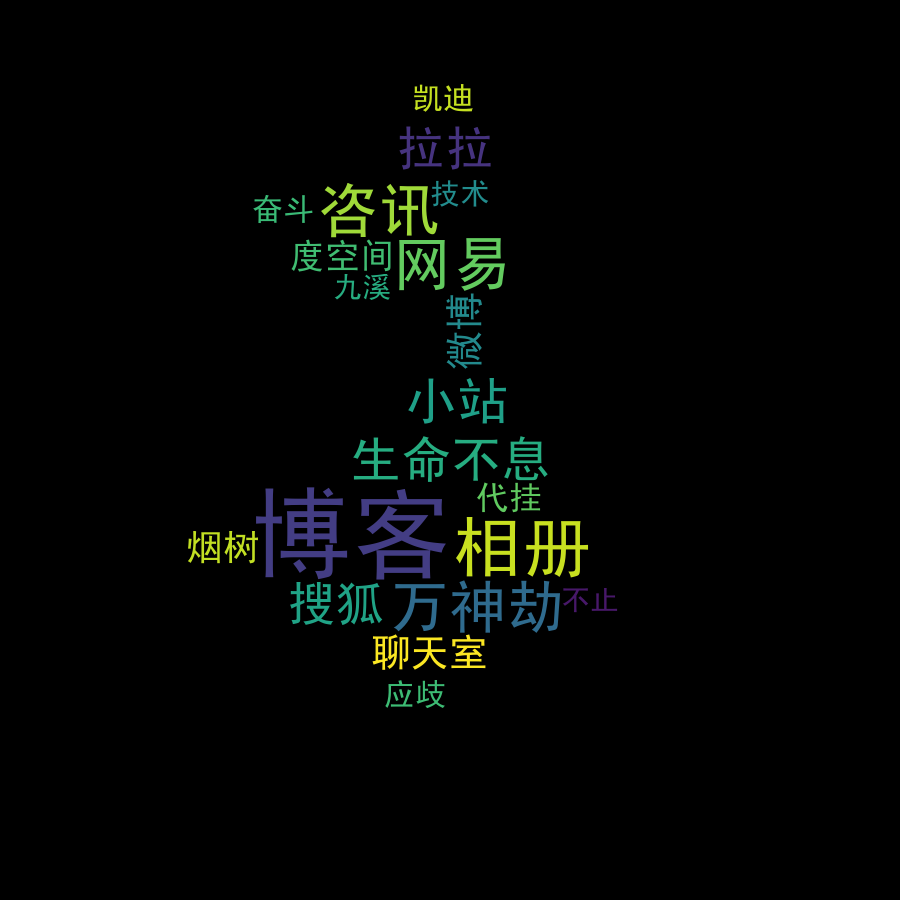 凯迪
拉拉
技术
奋斗
咨讯
度空间
网易
九溪
微博
小站
生命不息
代挂
博客
相册
烟树
搜狐
万神劫
不止
聊天室
应歧